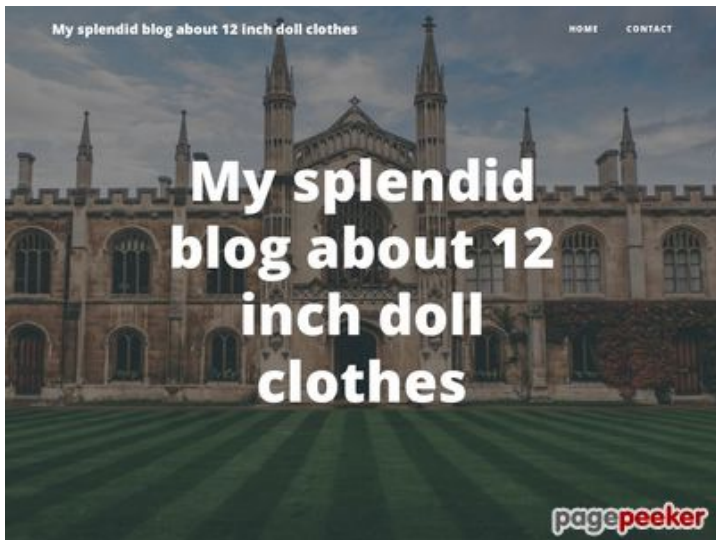 My splendid blog about 12 inch doll clothes
HOME
CONTACT
My splendid
blog about 12
inch doll
clothes
pagepeeker